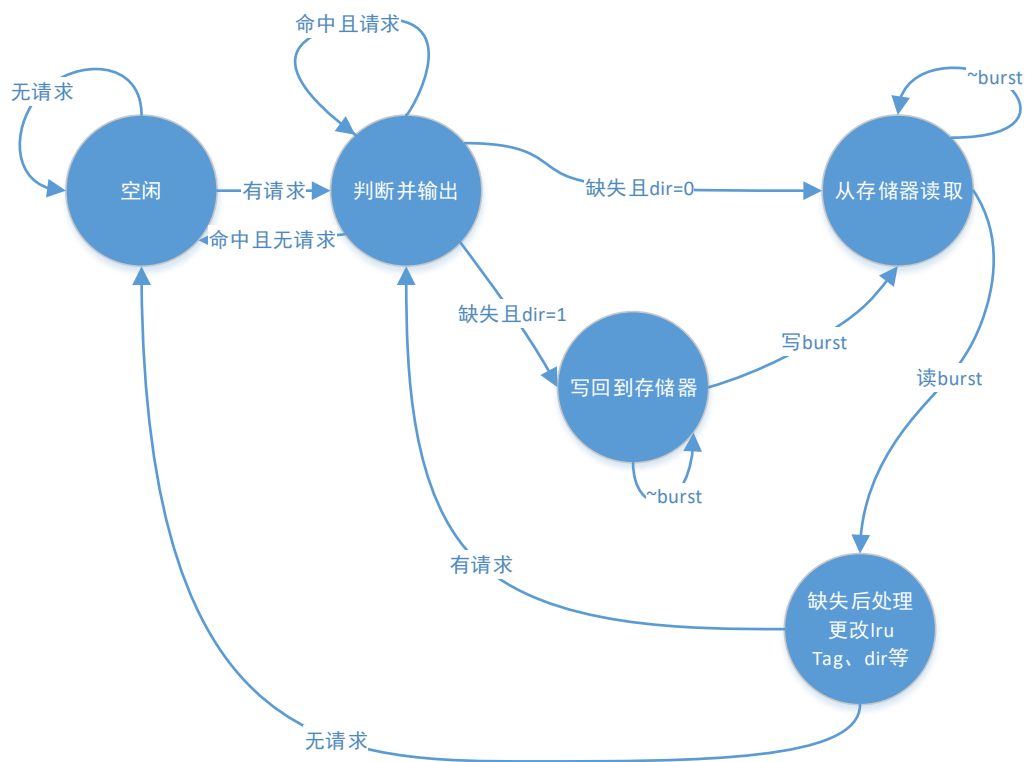 命中且请求
~burst
无请求
空闲
有请求
判断并输出
缺失且dir=0
从存储器读取
命中且无请求
缺失且dir=1
写burst
读burst
写回到存储器
~burst
有请求
缺失后处理
更改lru
Tag、dir等
无请求